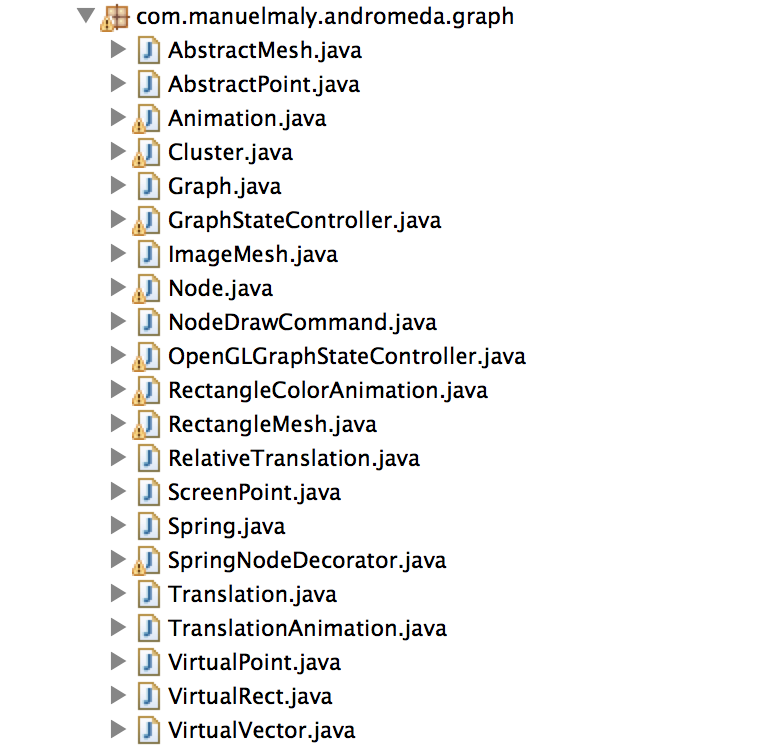 com.manuelmaly.andromeda.graph
AbstractMesh.java
AbstractPoint.java
Animation.java
Cluster.java
Graph.java
GraphStateController.java
ImageMesh.java
Node.java
NodeDrawCommand.java
OpenGLGraphStateController.java
RectangleColorAnimation.java
RectangleMesh.java
RelativeTranslation.java
ScreenPoint.java
Spring.java
SpringNodeDecorator.java
Translation.java
TranslationAnimation.java
VirtualPoint.java
VirtualRect.java
VirtualVector.java